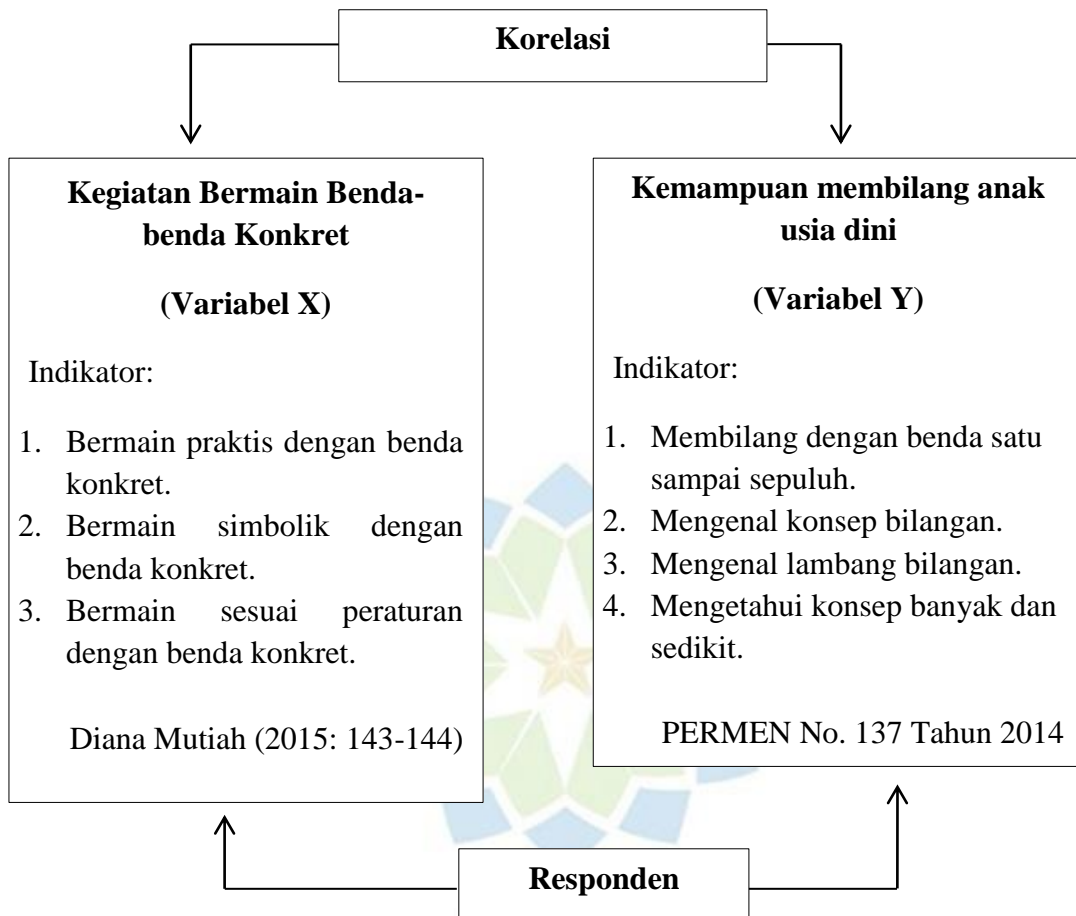 Korelasi
Kegiatan Bermain Benda-
benda Konkret
(Variabel X)
Indikator:
1. Bermain praktis dengan benda
konkret.
2. Bermain simbolik dengan
benda konkret.
3. Bermain sesuai peraturan
dengan benda konkret.
Diana Mutiah (2015: 143-144)
Kemampuan membilang anak
usia dini
(Variabel Y)
Indikator:
1. Membilang dengan benda satu
sampai sepuluh.
2. Mengenal konsep bilangan.
3. Mengenal lambang bilangan.
4. Mengetahui konsep banyak dan
sedikit.
PERMEN No. 137 Tahun 2014
Responden